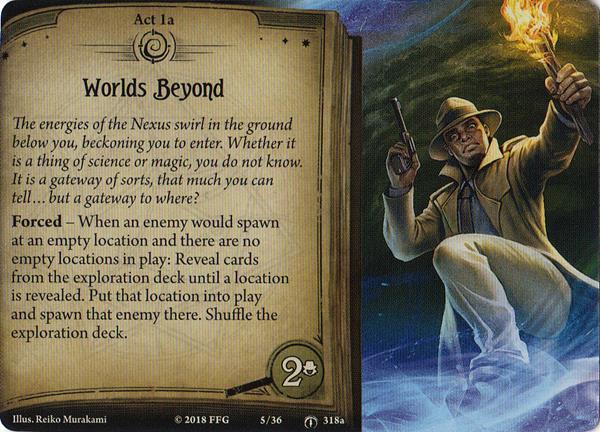 Act 1a
Worlds Beyond
The energies of the Nexus swirl in the ground
below you, beckoning you to enter. Whether it
is a thing of science or magic, you do not know.
It is a gateway of sorts, that much you can
tell… but a gateway to where?
Forced – When an enemy would spawn
at an empty location and there are no
empty locations in play: Reveal cards
from the exploration deck until a location
is revealed. Put that location into play
and spawn that enemy there. Shuffle the
exploration deck.
2
Illus. Reiko Murakami © 2018 FFG 5/36 318a